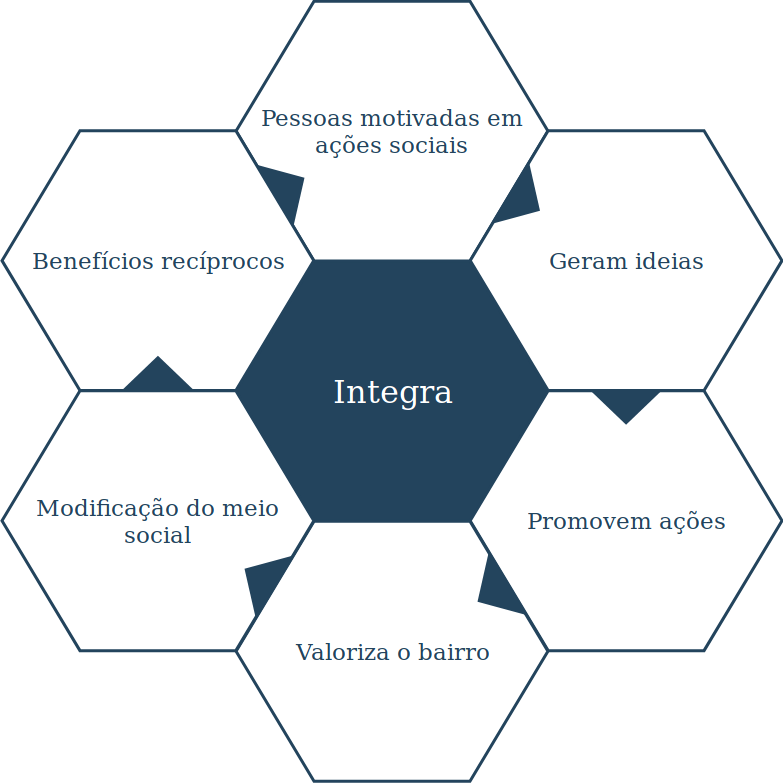 Pessoas motivadas em
ações sociais
Benefícios recíprocos
Geram ideias
Integra
Modificação do meio
social
Promovem ações
Valoriza o bairro